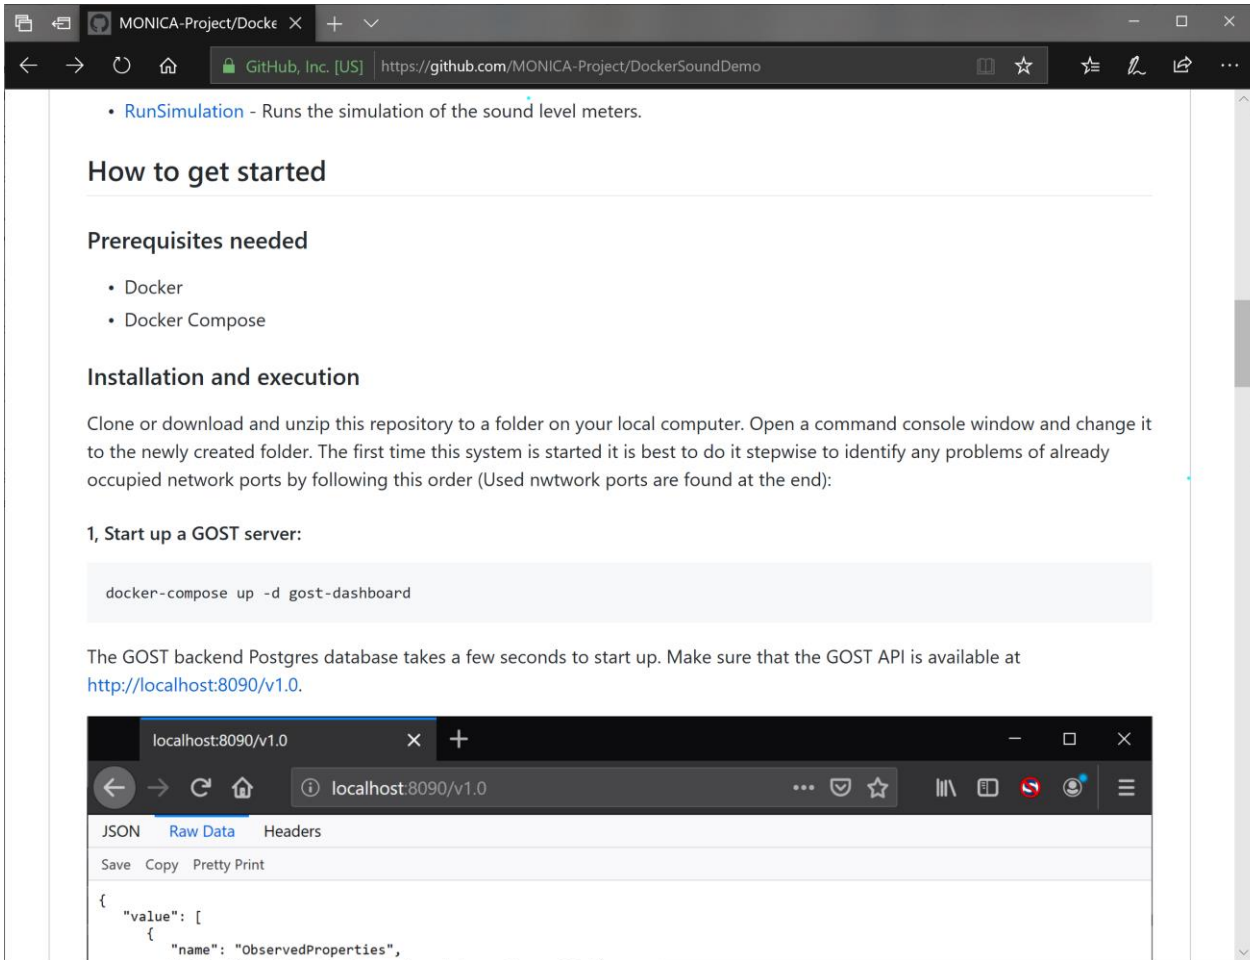 MONICA-Project/Docke
GitHub, Inc. [US] https://github.com/MONICA-Project/DockerSoundDemo
• RunSimulation - Runs the simulation of the sound level meters.
How to get started
Prerequisites needed
• Docker
• Docker Compose
Installation and execution
Clone or download and unzip this repository to a folder on your local computer. Open a command console window and change it
to the newly created folder. The first time this system is started it is best to do it stepwise to identify any problems of already
occupied network ports by following this order (Used nwtwork ports are found at the end):
1, Start up a GOST server:
docker-compose up -d gost-dashboard
The GOST backend Postgres database takes a few seconds to start up. Make sure that the GOST API is available at
http://localhost:8090/v1.0.
localhost:8090/v1.0
localhost:8090/v1.0
JSON Raw Data Headers
Save Copy Pretty Print
{
"value": [
{
"name": "ObservedProperties",